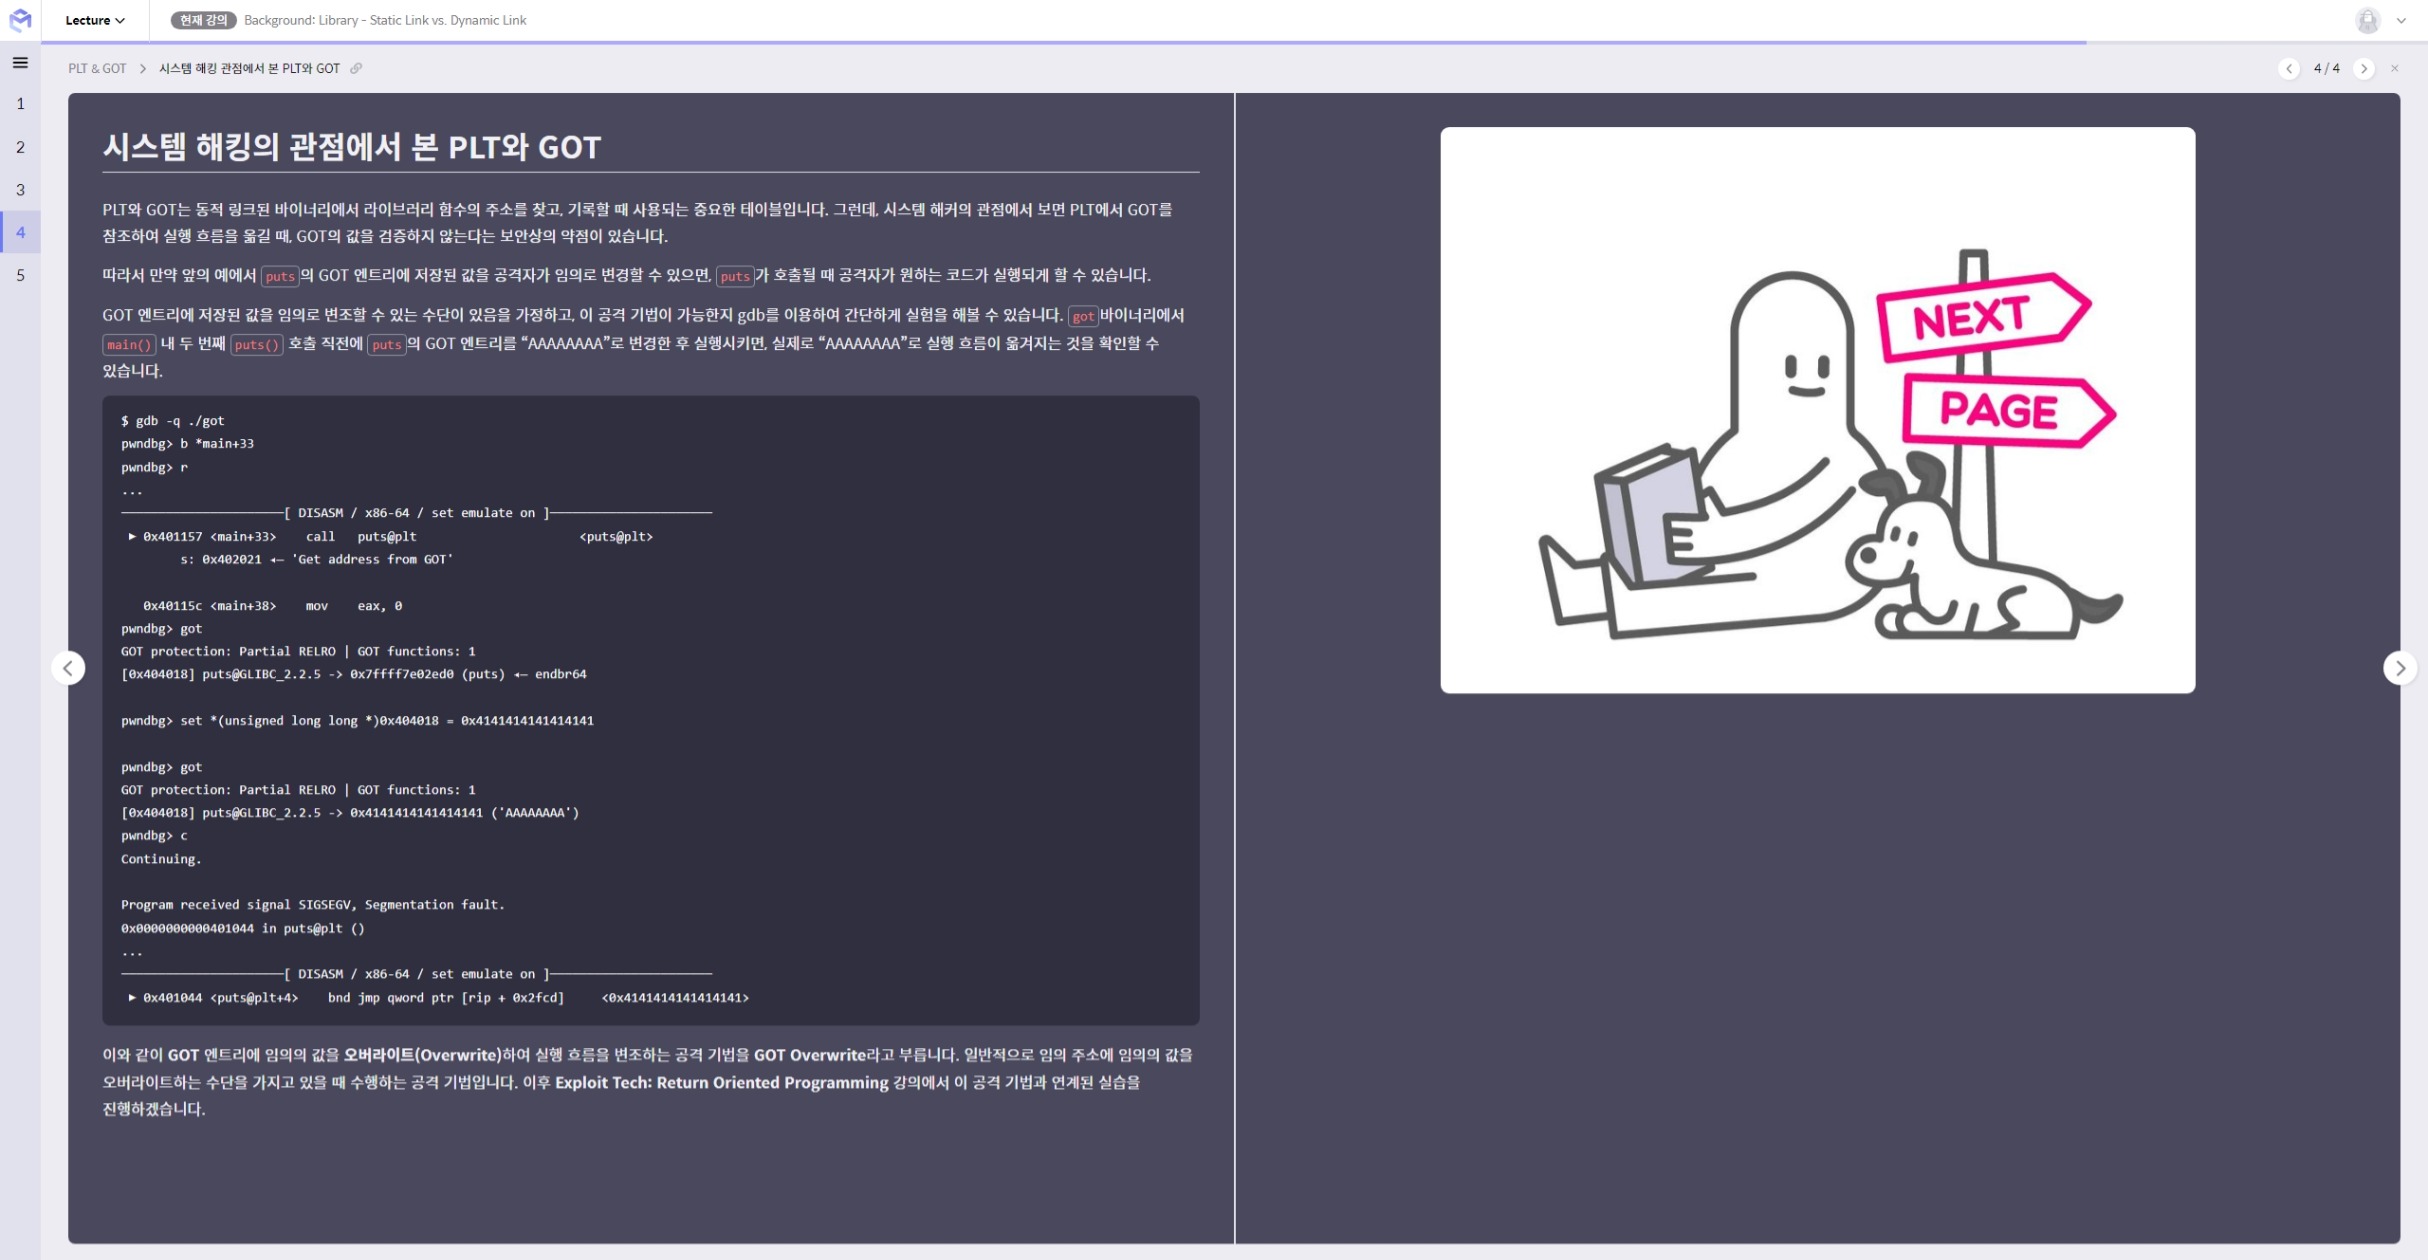 Lecture
현재 강의 Background: Library - Static Link vs. Dynamic Link
PLT & GOT > 시스템 해킹 관점에서 본 PLT와 GOT
4 / 4
1
2
3
4
5
시스템 해킹의 관점에서 본 PLT와 GOT
PLT와 GOT는 동적 링크된 바이너리에서 라이브러리 함수의 주소를 찾고, 기록할 때 사용되는 중요한 테이블입니다. 그런데, 시스템 해커의 관점에서 보면 PLT에서 GOT를
참조하여 실행 흐름을 옮길 때, GOT의 값을 검증하지 않는다는 보안상의 약점이 있습니다.
따라서 만약 앞의 예에서 puts의 GOT 엔트리에 저장된 값을 공격자가 임의로 변경할 수 있으면, puts가 호출될 때 공격자가 원하는 코드가 실행되게 할 수 있습니다.
GOT 엔트리에 저장된 값을 임의로 변조할 수 있는 수단이 있음을 가정하고, 이 공격 기법이 가능한지 gdb를 이용하여 간단하게 실험을 해볼 수 있습니다. got바이너리에서
main() 내 두 번째 puts() 호출 직전에 puts의 GOT 엔트리를 “AAAAAAAA”로 변경한 후 실행시키면, 실제로 “AAAAAAAA”로 실행 흐름이 옮겨지는 것을 확인할 수
있습니다.
$ gdb -q ./got
pwndbg> b *main+33
pwndbg> r
...
──────────────────────[ DISASM / x86-64 / set emulate on ]──────────────────────
 ► 0x401157 <main+33>    call   puts@plt                      <puts@plt>
        s: 0x402021 ◂— 'Get address from GOT'
   0x40115c <main+38>    mov    eax, 0
pwndbg> got
GOT protection: Partial RELRO | GOT functions: 1
[0x404018] puts@GLIBC_2.2.5 -> 0x7ffff7e02ed0 (puts) ◂— endbr64
pwndbg> set *(unsigned long long *)0x404018 = 0x4141414141414141
pwndbg> got
GOT protection: Partial RELRO | GOT functions: 1
[0x404018] puts@GLIBC_2.2.5 -> 0x4141414141414141 ('AAAAAAAA')
pwndbg> c
Continuing.
Program received signal SIGSEGV, Segmentation fault.
0x0000000000401044 in puts@plt ()
...
──────────────────────[ DISASM / x86-64 / set emulate on ]──────────────────────
 ► 0x401044 <puts@plt+4>    bnd jmp qword ptr [rip + 0x2fcd]     <0x4141414141414141>
이와 같이 GOT 엔트리에 임의의 값을 오버라이트(Overwrite)하여 실행 흐름을 변조하는 공격 기법을 GOT Overwrite라고 부릅니다. 일반적으로 임의 주소에 임의의 값을
오버라이트하는 수단을 가지고 있을 때 수행하는 공격 기법입니다. 이후 Exploit Tech: Return Oriented Programming 강의에서 이 공격 기법과 연계된 실습을
진행하겠습니다.
NEXT
PAGE